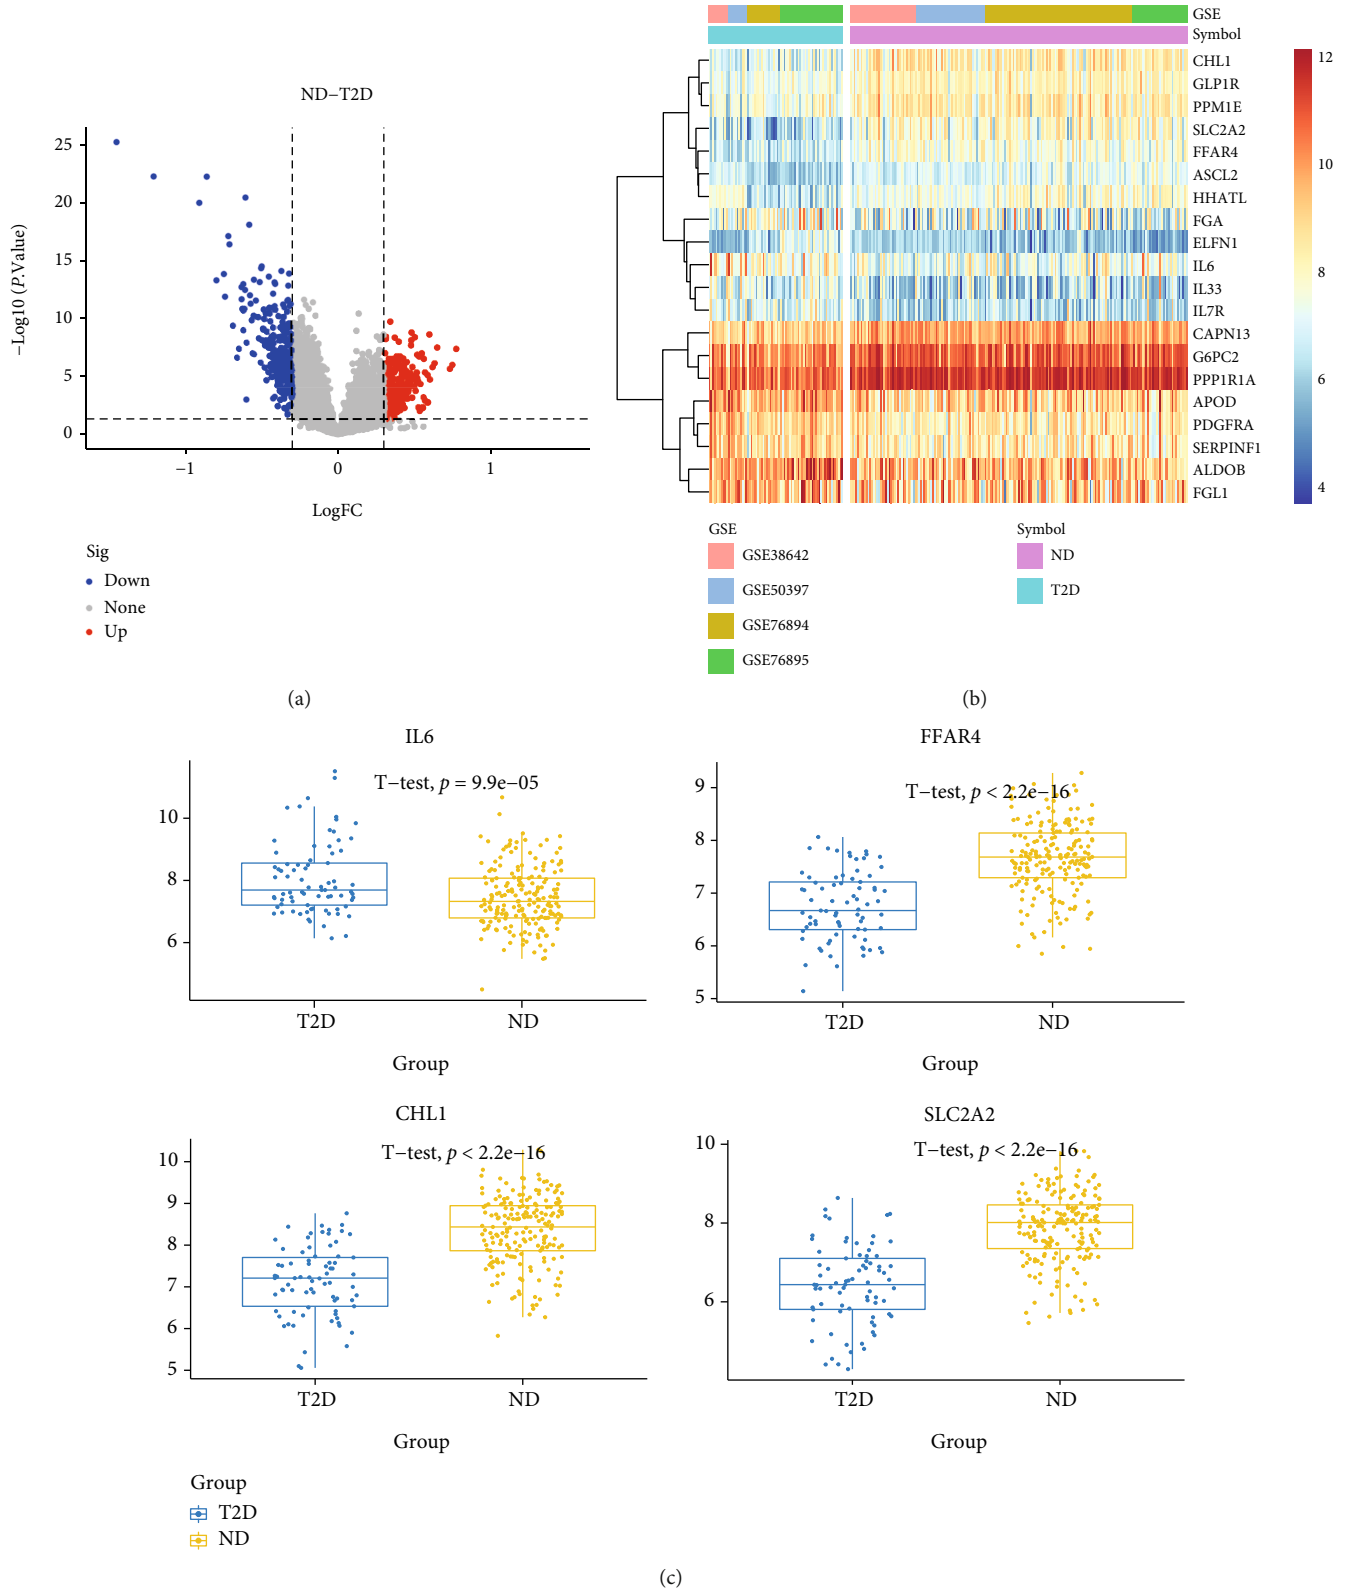 ND−T2D
−Log10 (P.Value)
25
20
15
10
5
0
−1
0
1
LogFC
Sig
Down
None
Up
(a)
GSE
Symbol
CHL1
GLP1R
PPM1E
SLC2A2
FFAR4
ASCL2
HHATL
FGA
ELFN1
IL6
IL33
IL7R
CAPN13
G6PC2
PPP1R1A
APOD
PDGFRA
SERPINF1
ALDOB
FGL1
12
10
8
6
4
GSE
GSE38642
GSE50397
GSE76894
GSE76895
Symbol
ND
T2D
(b)
IL6
T−test, p = 9.9e−05
10
8
6
T2D
ND
Group
FFAR4
T−test, p < 2.2e−16
9
8
7
6
5
T2D
ND
Group
CHL1
T−test, p < 2.2e−16
10
9
8
7
6
5
T2D
ND
Group
SLC2A2
T−test, p < 2.2e−16
10
8
6
T2D
ND
Group
Group
T2D
ND
(c)